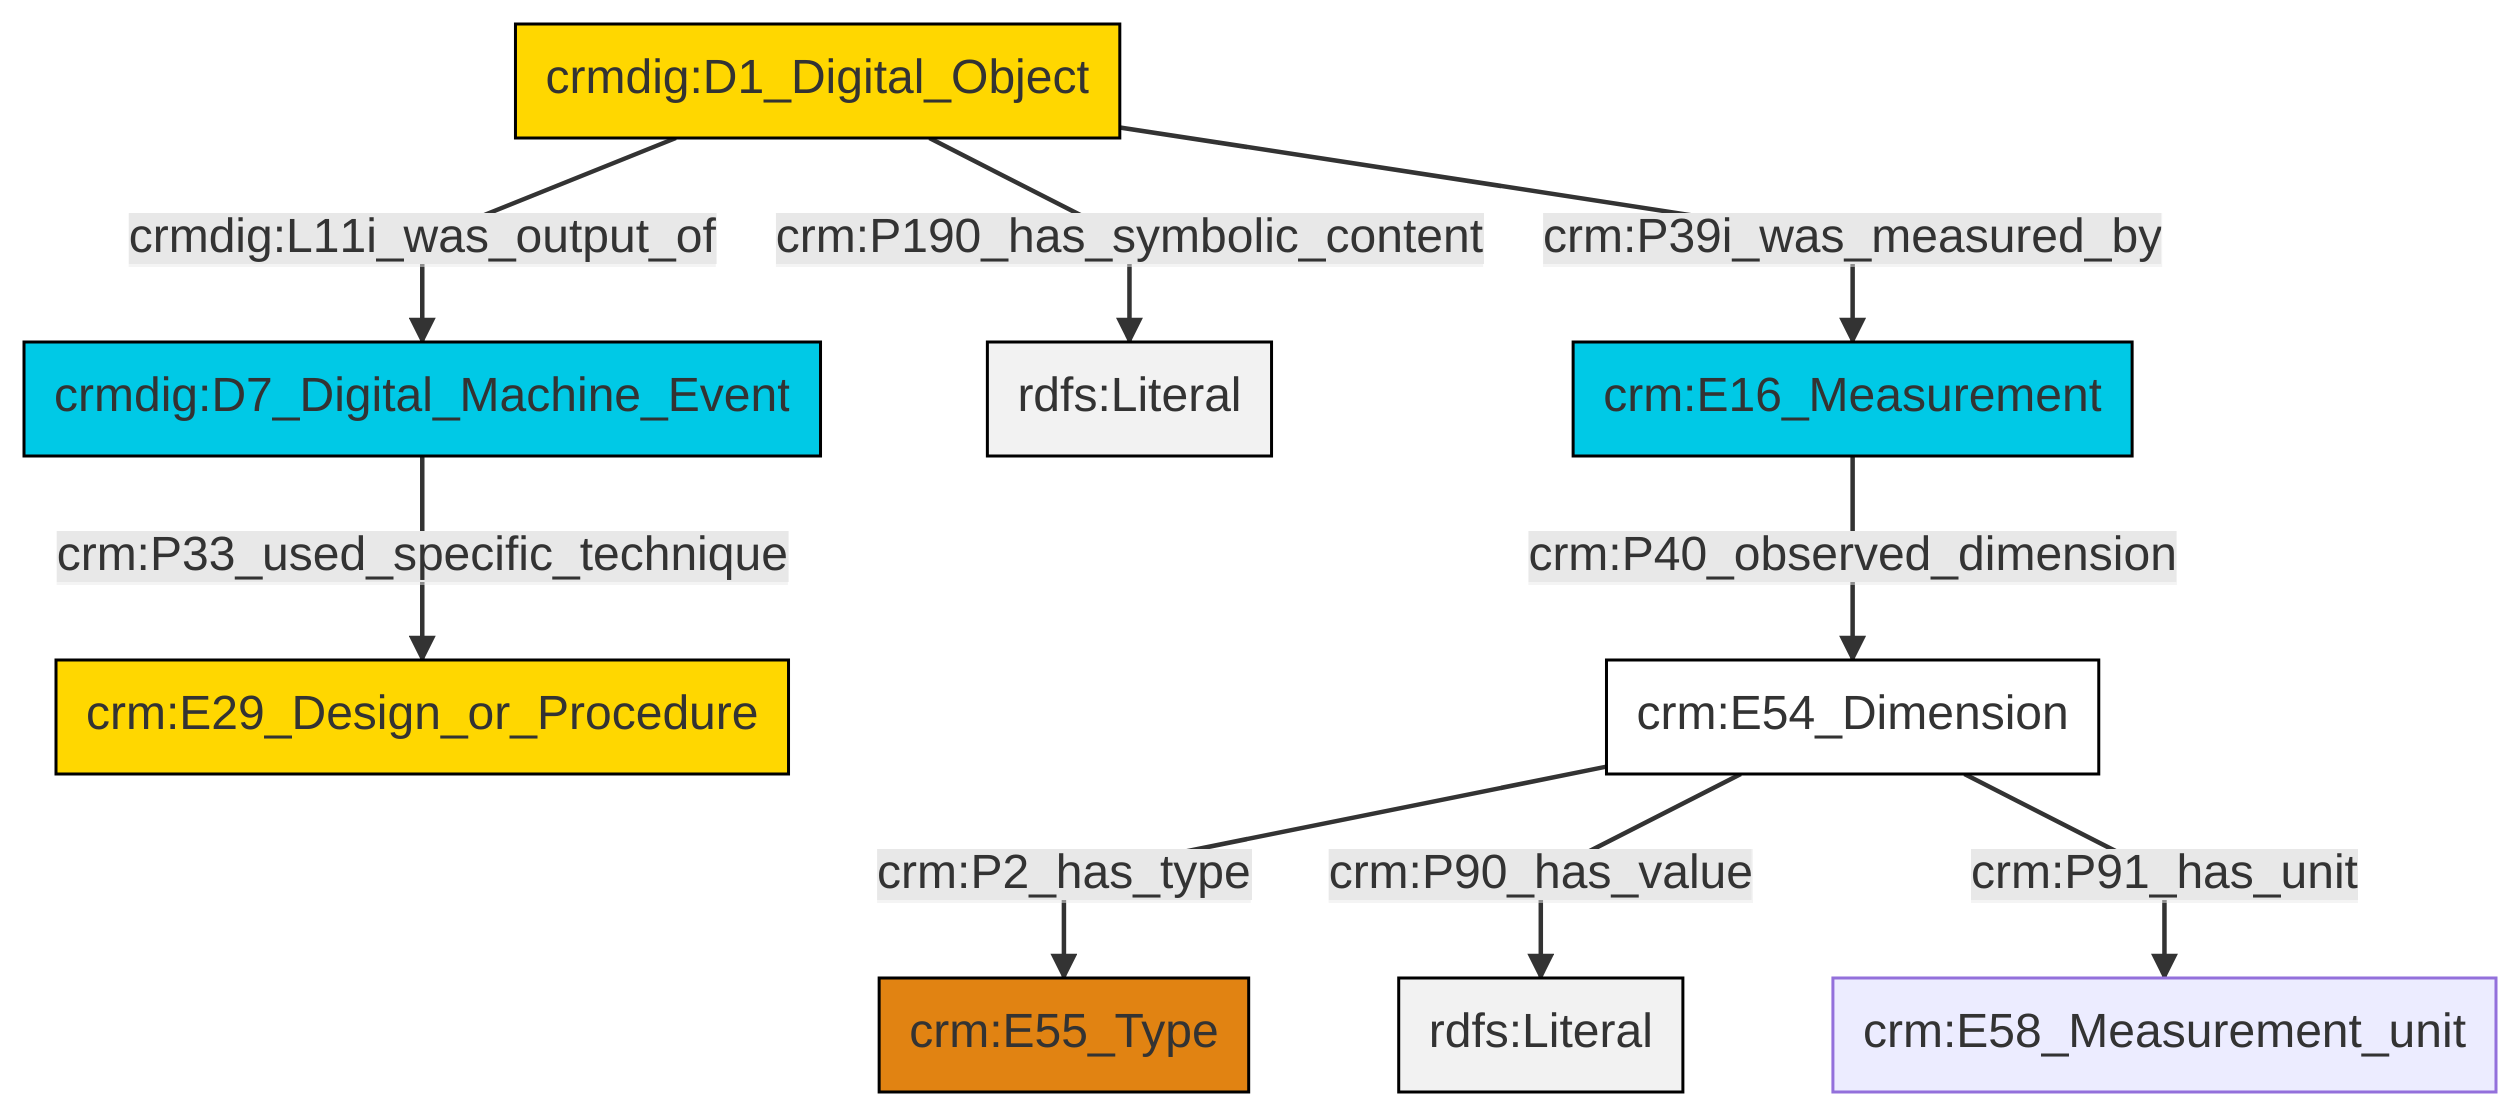 crmdig:D1_Digital_Object
crmdig:L11i_was_output_of
crm:P190_has_symbolic_content
crm:P39i_was_measured_by
crmdig:D7_Digital_Machine_Event
rdfs:Literal
crm:E16_Measurement
crm:P33_used_specific_technique
crm:P40_observed_dimension
crm:E29_Design_or_Procedure
crm:E54_Dimension
crm:P2_has_type
crm:P90_has_value
crm:P91_has_unit
crm:E55_Type
rdfs:Literal
crm:E58_Measurement_unit